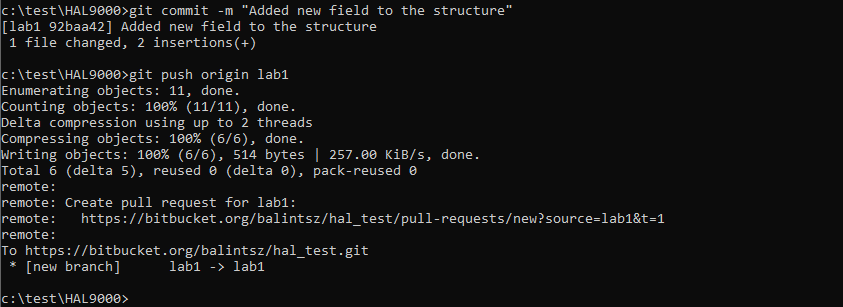 c:\test\HAL9000>git commit -m "Added new field to the structure"
[lab1 92baa42] Added new field to the structure
 1 file changed, 2 insertions(+)
c:\test\HAL9000>git push origin lab1
Enumerating objects: 11, done.
Counting objects: 100% (11/11), done.
Delta compression using up to 2 threads
Compressing objects: 100% (6/6), done.
Writing objects: 100% (6/6), 514 bytes | 257.00 KiB/s, done.
Total 6 (delta 5), reused 0 (delta 0), pack-reused 0
remote:
remote: Create pull request for lab1:
remote:   https://bitbucket.org/balintsz/hal_test/pull-requests/new?source=lab1&t=1
remote:
To https://bitbucket.org/balintsz/hal_test.git
 * [new branch]      lab1 -> lab1
c:\test\HAL9000>